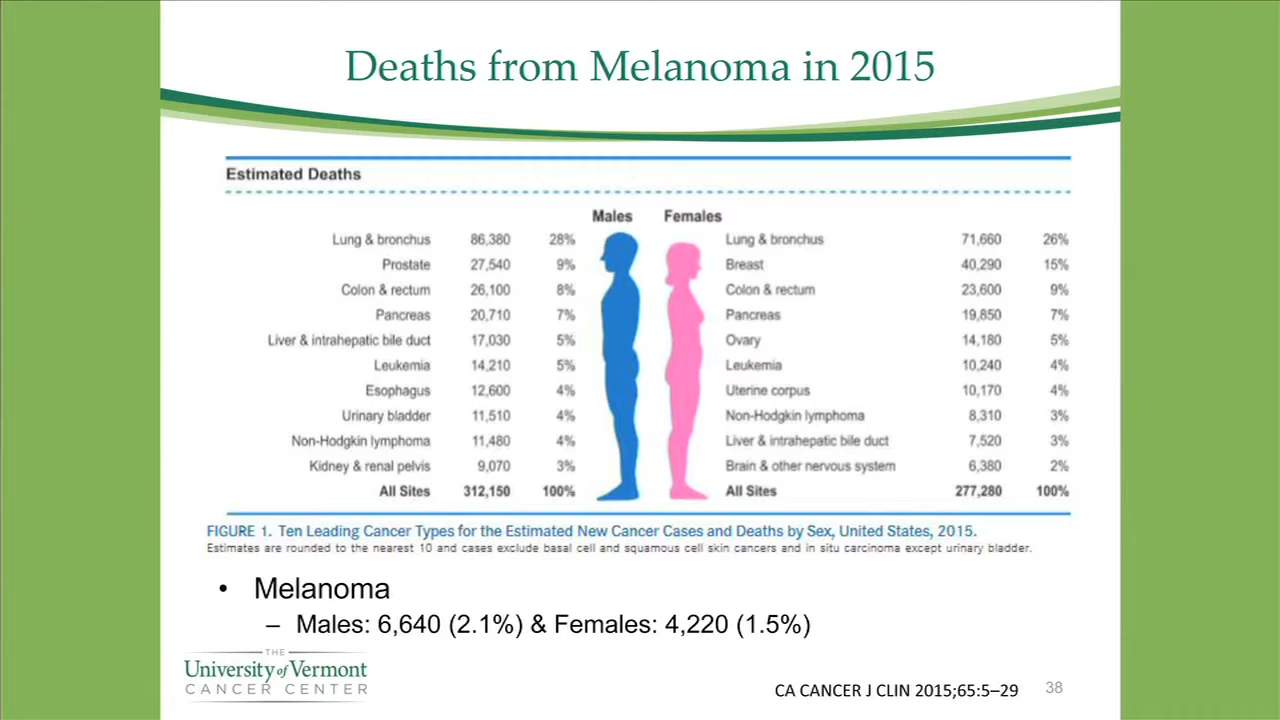 Deaths from Melanoma in 2015
Estimated Deaths
Males Females
Lung & bronchus 86,380 28% Lung & bronchus 71,660 26%
Prostate 27,540 9% Breast 40,290 15%
Colon & rectum 26,100 8% Colon & rectum 23,600 9%
Pancreas 20,710 7% Pancreas 19,850 7%
Liver & intrahepatic bile duct 17,030 5% Ovary 14,180 5%
Leukemia 14,210 5% Leukemia 10,240 4%
Esophagus 12,600 4% Uterine corpus 10,170 4%
Urinary bladder 11,510 4% Non-Hodgkin lymphoma 8,310 3%
Non-Hodgkin lymphoma 11,480 4% Liver & intrahepatic bile duct 7,520 3%
Kidney & renal pelvis 9,070 3% Brain & other nervous system 6,380 2%
All Sites 312,150 100% All Sites 277,280 100%
FIGURE 1. Ten Leading Cancer Types for the Estimated New Cancer Cases and Deaths by Sex, United States, 2015.
Estimates are rounded to the nearest 10 and cases exclude basal cell and squamous cell skin cancers and in situ carcinoma except urinary bladder.
• Melanoma
– Males: 6,640 (2.1%) & Females: 4,220 (1.5%)
THE
University of Vermont
CANCER CENTER
CA CANCER J CLIN 2015;65:5–29 38